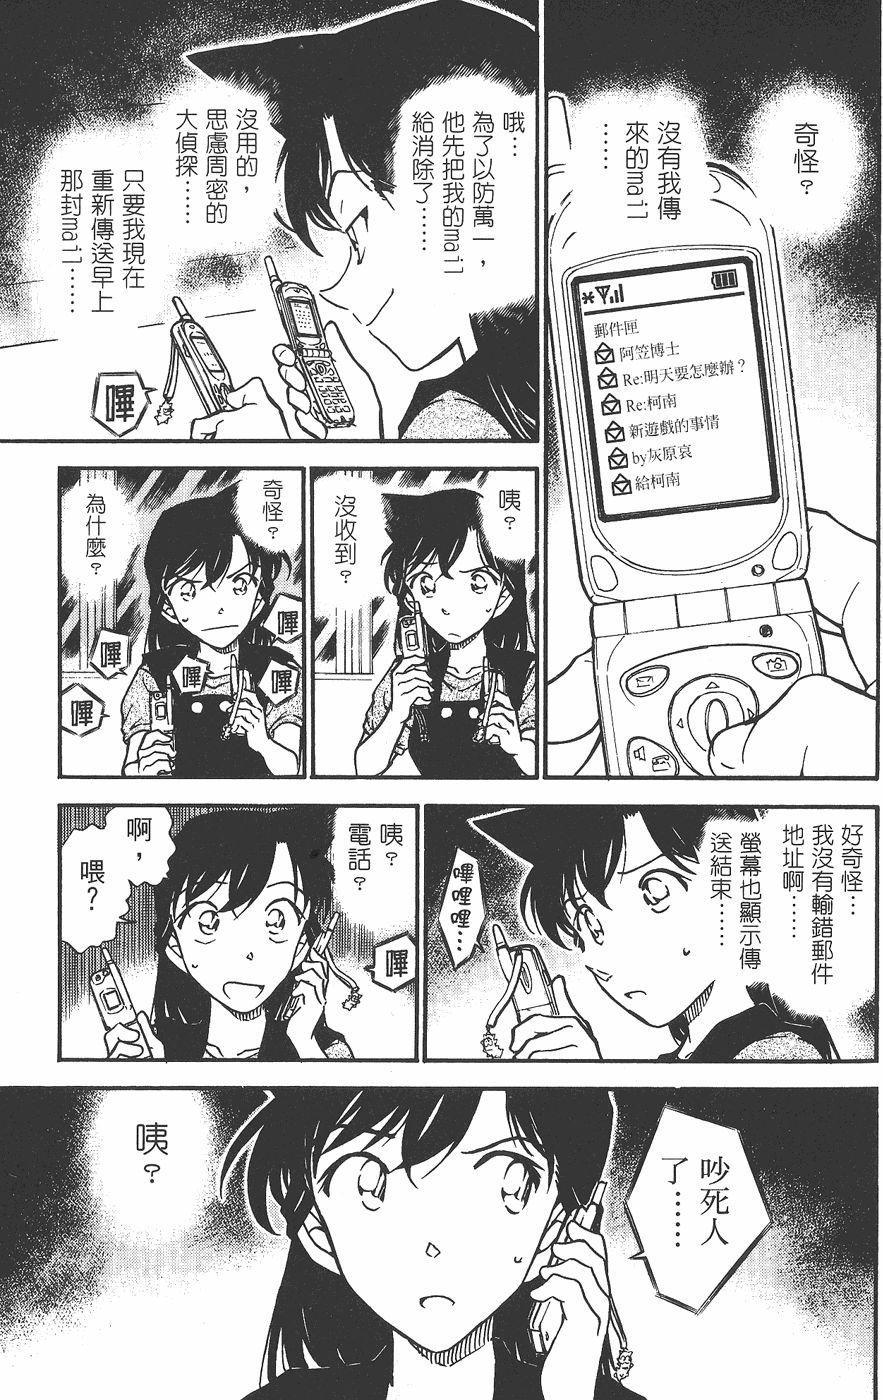 奇怪?
沒有我傳
來的mail
……
郵件匣
阿笠博士
Re:明天要怎麼辦?
Re:柯南
新遊戲的事情
by灰原哀
給柯南
哦…
為了以防萬一,
他先把我的mail
給消除了……
沒用的,
思慮周密的
大偵探……
只要我現在
重新傳送早上
那封mail……
嗶
咦?
沒收到?
奇怪?
為什麼?
嗶
嗶
嗶
嗶
嗶
好奇怪…
我沒有輸錯郵件
地址啊……
螢幕也顯示傳
送結束……
嗶哩哩…
咦?
電話?
嗶
啊,
喂?
吵死人
了……
咦?